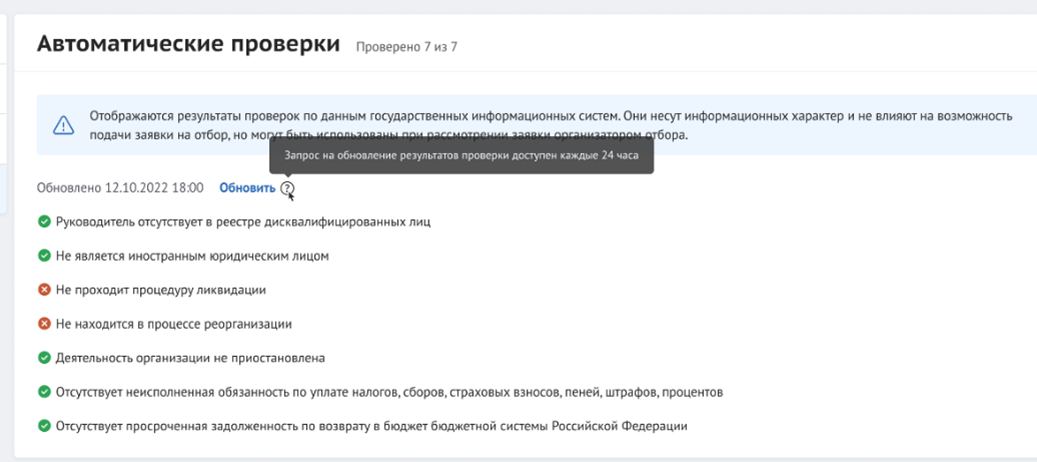 Автоматические проверки Проверено 7 из 7
Отображаются результаты проверок по данным государственных информационных систем. Они несут информационных характер и не влияют на возможность
подачи заявки на отбор, но могут быть использованы при рассмотрении заявки организатором отбора.
Запрос на обновление результатов проверки доступен каждые 24 часа
Обновлено 12.10.2022 18:00 Обновить ?
Руководитель отсутствует в реестре дисквалифицированных лиц
Не является иностранным юридическим лицом
Не проходит процедуру ликвидации
Не находится в процессе реорганизации
Деятельность организации не приостановлена
Отсутствует неисполненная обязанность по уплате налогов, сборов, страховых взносов, пеней, штрафов, процентов
Отсутствует просроченная задолженность по возврату в бюджет бюджетной системы Российской Федерации